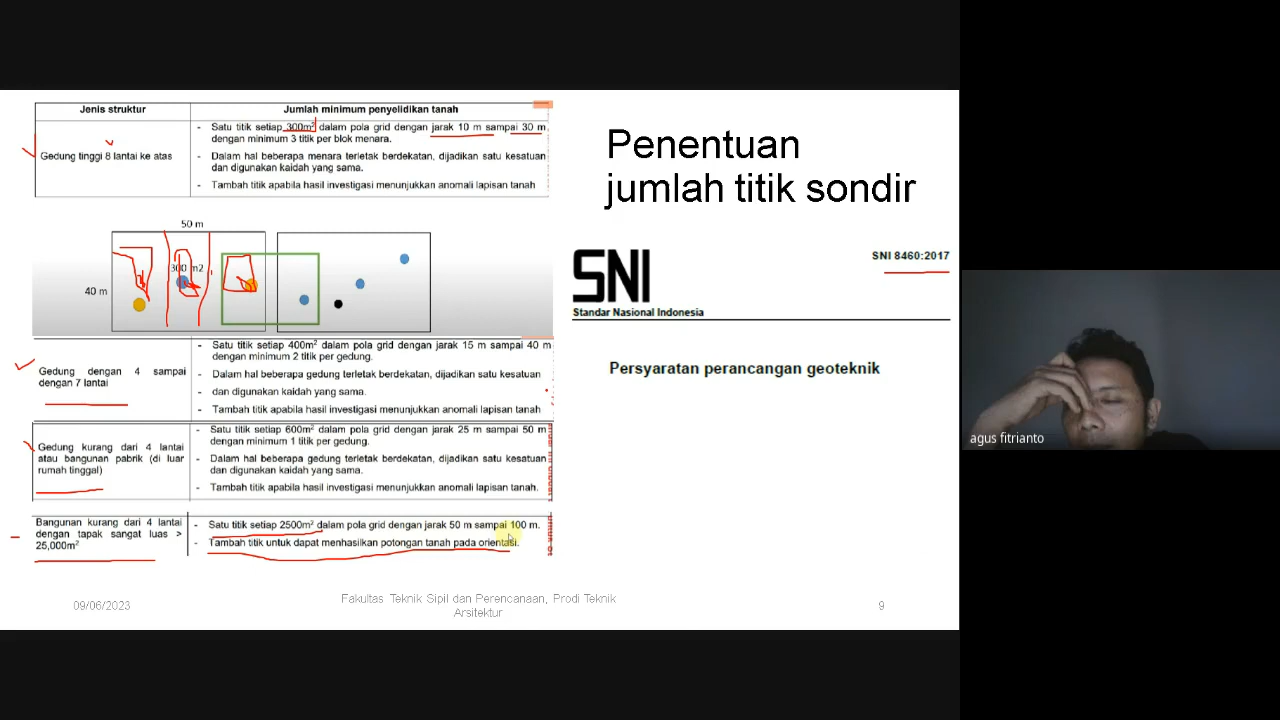 Jenis struktur
Jumlah minimum penyelidikan tanah
Gedung tinggi 8 lantai ke atas
- Satu titik setiap 300m² dalam pola grid dengan jarak 10 m sampai 30 m
dengan minimum 3 titik per blok menara.
- Dalam hal beberapa menara terletak berdekatan, dijadikan satu kesatuan
dan digunakan kaidah yang sama.
- Tambah titik apabila hasil investigasi menunjukkan anomali lapisan tanah
50 m
300 m2
40 m
Gedung dengan 4 sampai
dengan 7 lantai
- Satu titik setiap 400m² dalam pola grid dengan jarak 15 m sampai 40 m
dengan minimum 2 titik per gedung.
- Dalam hal beberapa gedung terletak berdekatan, dijadikan satu kesatuan
- dan digunakan kaidah yang sama.
- Tambah titik apabila hasil investigasi menunjukkan anomali lapisan tanah
Gedung kurang dari 4 lantai
atau bangunan pabrik (di luar
rumah tinggal)
- Satu titik setiap 600m² dalam pola grid dengan jarak 25 m sampai 50 m
dengan minimum 1 titik per gedung.
- Dalam hal beberapa gedung terletak berdekatan, dijadikan satu kesatuan
dan digunakan kaidah yang sama.
- Tambah titik apabila hasil investigasi menunjukkan anomali lapisan tanah.
Bangunan kurang dari 4 lantai
dengan tapak sangat luas >
25,000m²
- Satu titik setiap 2500m² dalam pola grid dengan jarak 50 m sampai 100 m.
- Tambah titik untuk dapat menhasilkan potongan tanah pada orientasi.
Penentuan
jumlah titik sondir
SNI
SNI 8460:2017
Standar Nasional Indonesia
Persyaratan perancangan geoteknik
agus fitrianto
09/06/2023
Fakultas Teknik Sipil dan Perencanaan, Prodi Teknik
Arsitektur
9